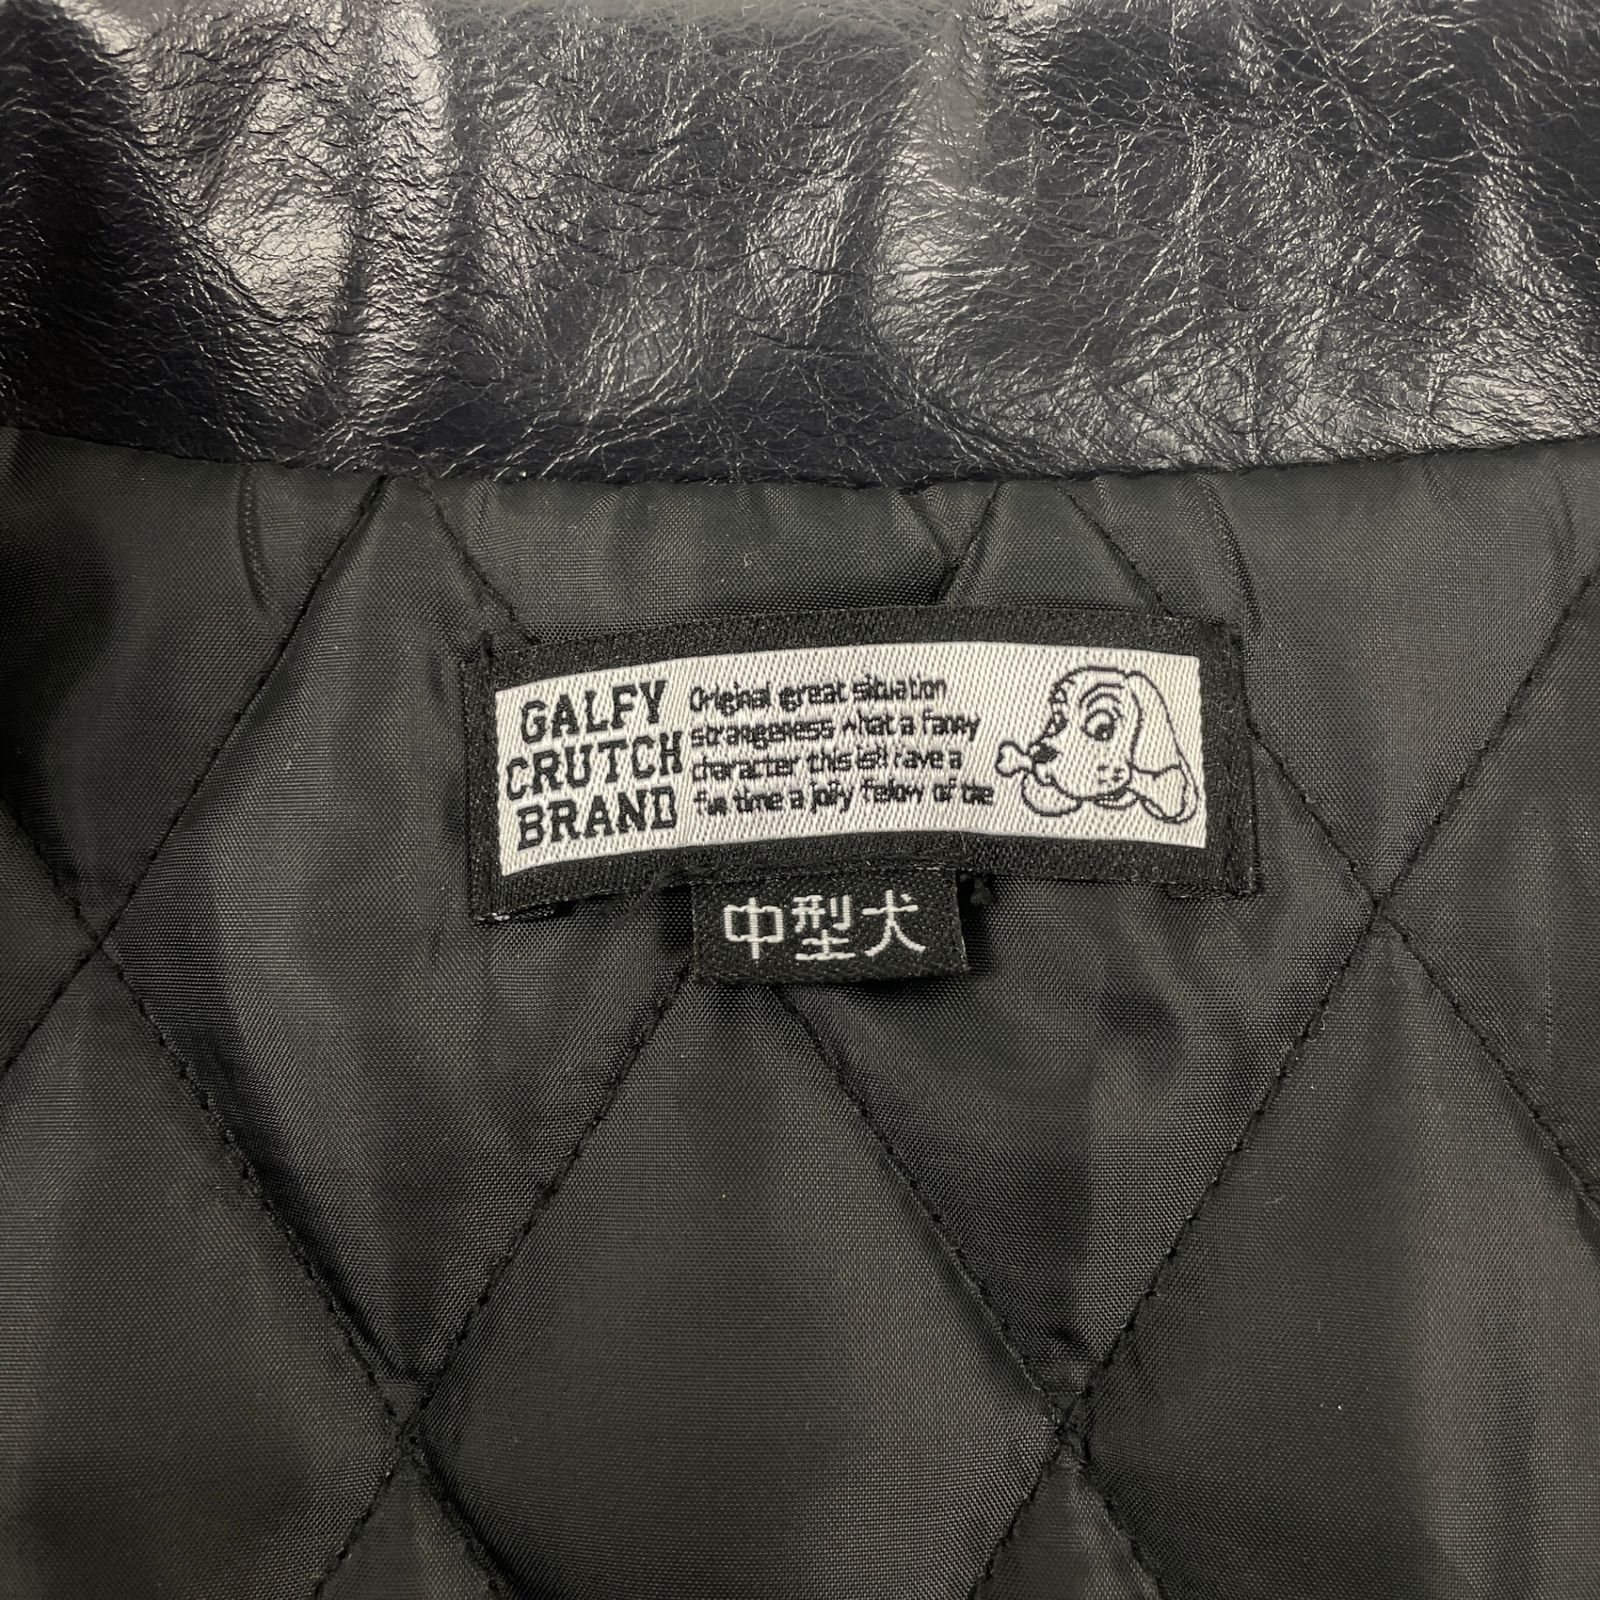 GALFY
CRUTCH
BRAND
Original great situation
strangeness what a fanky
character this is!! have a
fun time a jolly fellow of the
中型犬